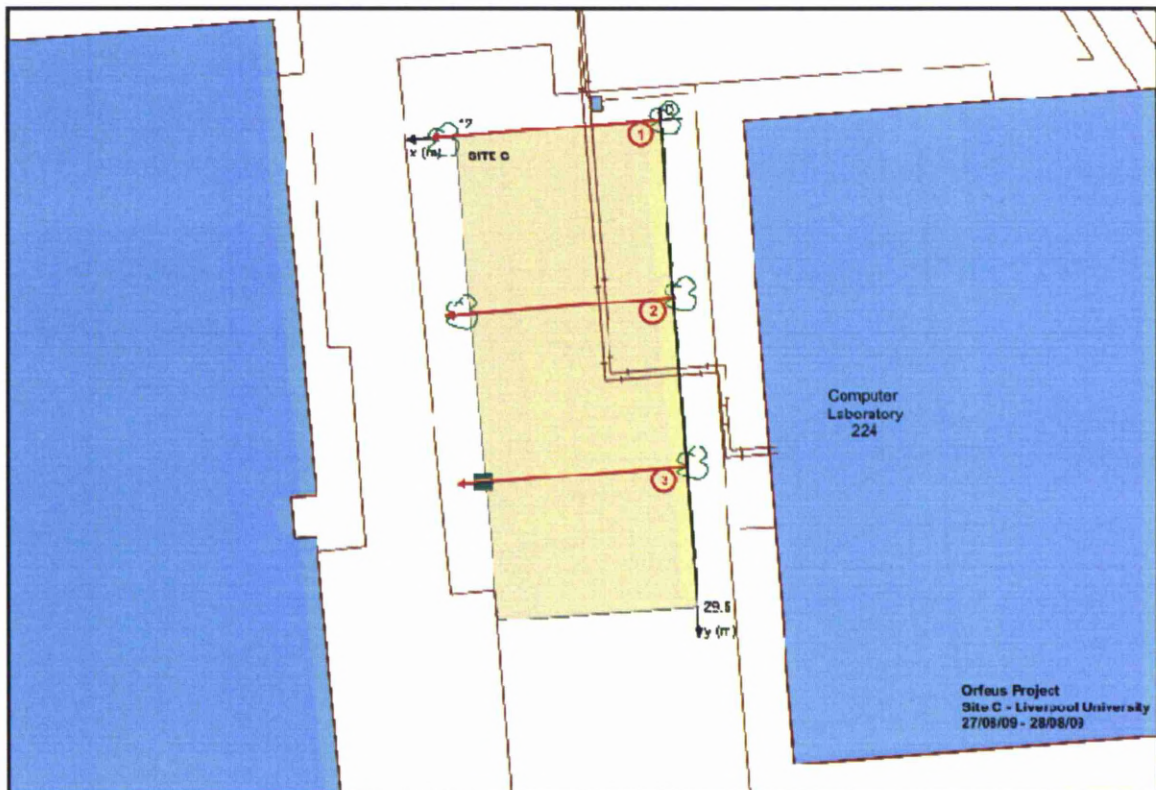 12
x (m)
SITE C
1
2
3
Computer
Laboratory
224
29.5
y (m)
Orfeus Project
Site C - Liverpool University
27/08/09 - 28/08/09